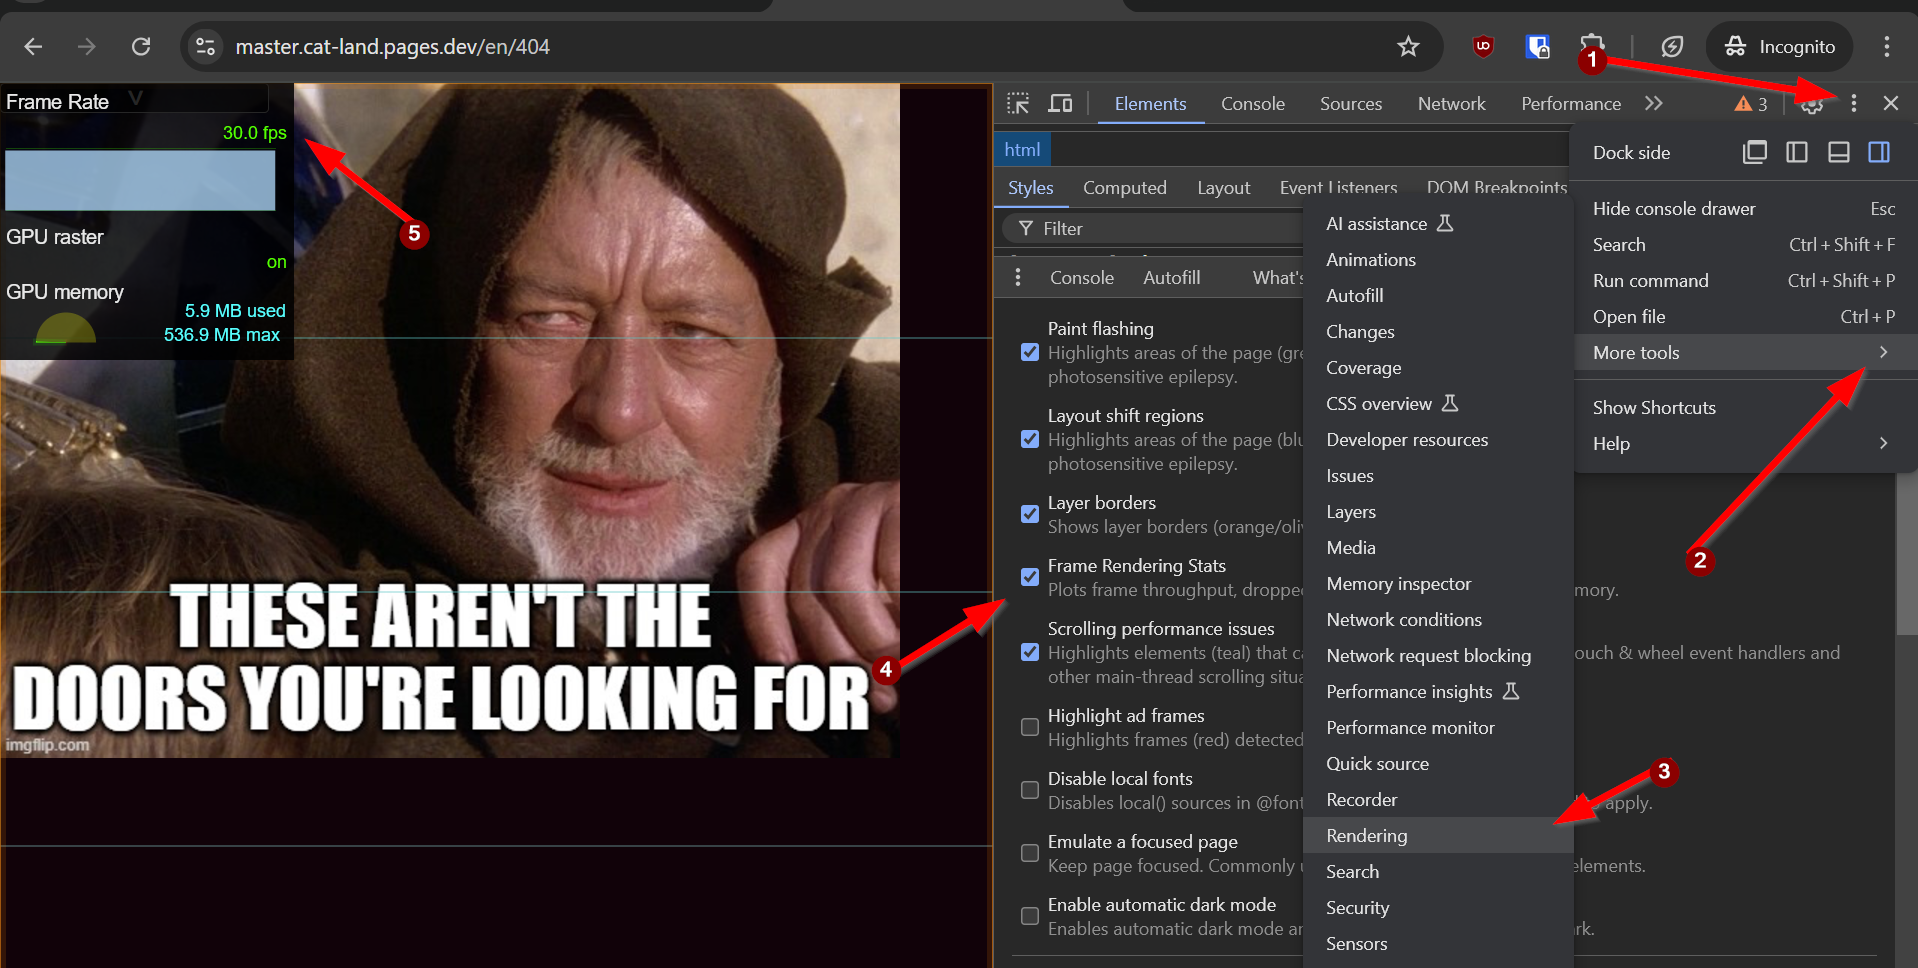 master.cat-land.pages.dev/en/404
Incognito
Frame Rate
30.0 fps
GPU raster
on
GPU memory
5.9 MB used
536.9 MB max
THESE AREN'T THE
DOORS YOU'RE LOOKING FOR
imgflip.com
1
2
3
4
5
Elements
Console
Sources
Network
Performance
3
html
Styles
Computed
Layout
Event Listeners
DOM Breakpoints
Filter
Console
Autofill
What's
Paint flashing
Highlights areas of the page (gre
photosensitive epilepsy.
Layout shift regions
Highlights areas of the page (blu
photosensitive epilepsy.
Layer borders
Shows layer borders (orange/oli
Frame Rendering Stats
Plots frame throughput, droppe
mory.
Scrolling performance issues
Highlights elements (teal) that ca
ouch & wheel event handlers and
other main-thread scrolling situa
Highlight ad frames
Highlights frames (red) detected
Disable local fonts
Disables local() sources in @font
apply.
Emulate a focused page
Keep page focused. Commonly
elements.
Enable automatic dark mode
Enables automatic dark mode ar
rk.
AI assistance
Animations
Autofill
Changes
Coverage
CSS overview
Developer resources
Issues
Layers
Media
Memory inspector
Network conditions
Network request blocking
Performance insights
Performance monitor
Quick source
Recorder
Rendering
Search
Security
Sensors
Dock side
Hide console drawer Esc
Search Ctrl + Shift + F
Run command Ctrl + Shift + P
Open file Ctrl + P
More tools
Show Shortcuts
Help